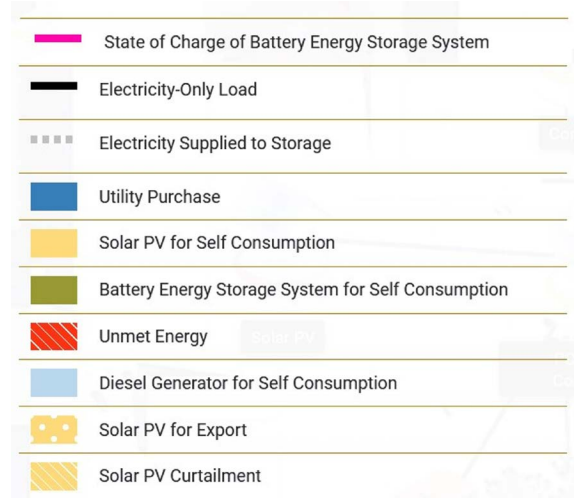 State of Charge of Battery Energy Storage System
Electricity-Only Load
Electricity Supplied to Storage
Utility Purchase
Solar PV for Self Consumption
Battery Energy Storage System for Self Consumption
Unmet Energy
Solar PV
Diesel Generator for Self Consumption
Solar PV for Export
Solar PV Curtailment